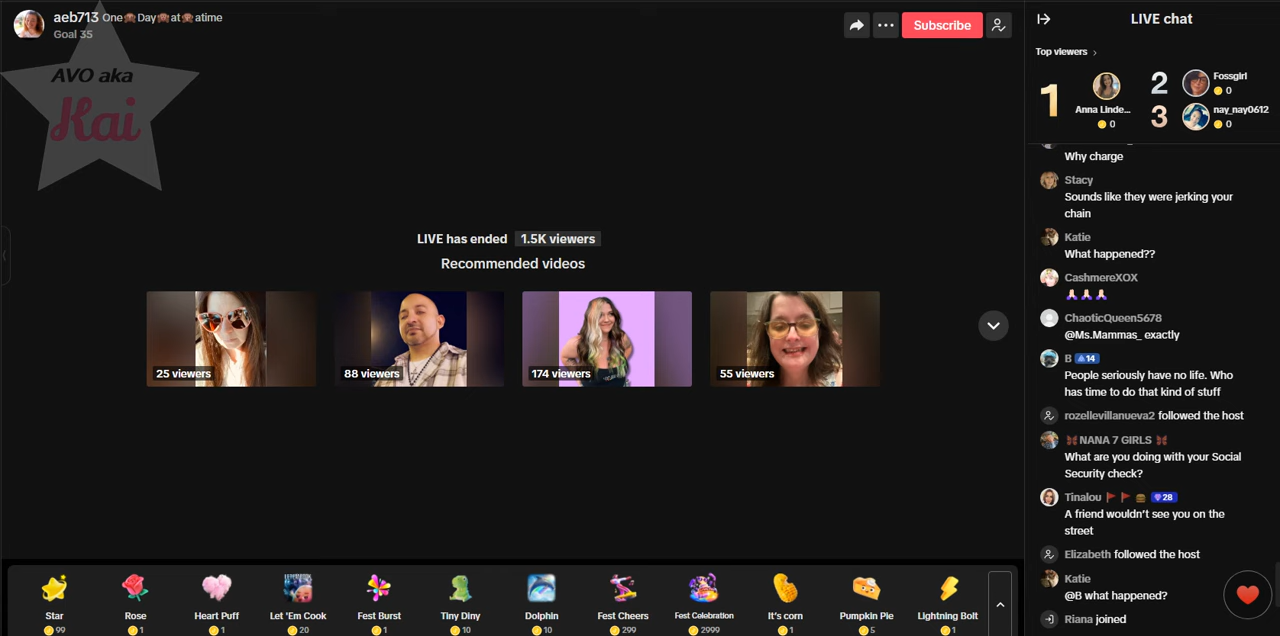 aeb713 One🙈Day🙈at🙈atime
Goal 35
AVO aka
Kai
Subscribe
LIVE has ended 1.5K viewers
Recommended videos
25 viewers
88 viewers
174 viewers
55 viewers
Star
99
Rose
1
Heart Puff
1
Let 'Em Cook
20
Fest Burst
1
Tiny Diny
10
Dolphin
10
Fest Cheers
299
Fest Celebration
2999
It's corn
1
Pumpkin Pie
5
Lightning Bolt
1
LIVE chat
Top viewers
1
Anna Linde...
0
2
Fossgirl
0
3
nay_nay0612
0
Why charge
Stacy
Sounds like they were jerking your
chain
Katie
What happened??
CashmereXOX
ChaoticQueen5678
@Ms.Mammas_ exactly
B 14
People seriously have no life. Who
has time to do that kind of stuff
rozellevillanueva2 followed the host
NANA 7 GIRLS
What are you doing with your Social
Security check?
Tinalou 🚩🚩🍔 28
A friend wouldn't see you on the
street
Elizabeth followed the host
Katie
@B what happened?
Riana joined